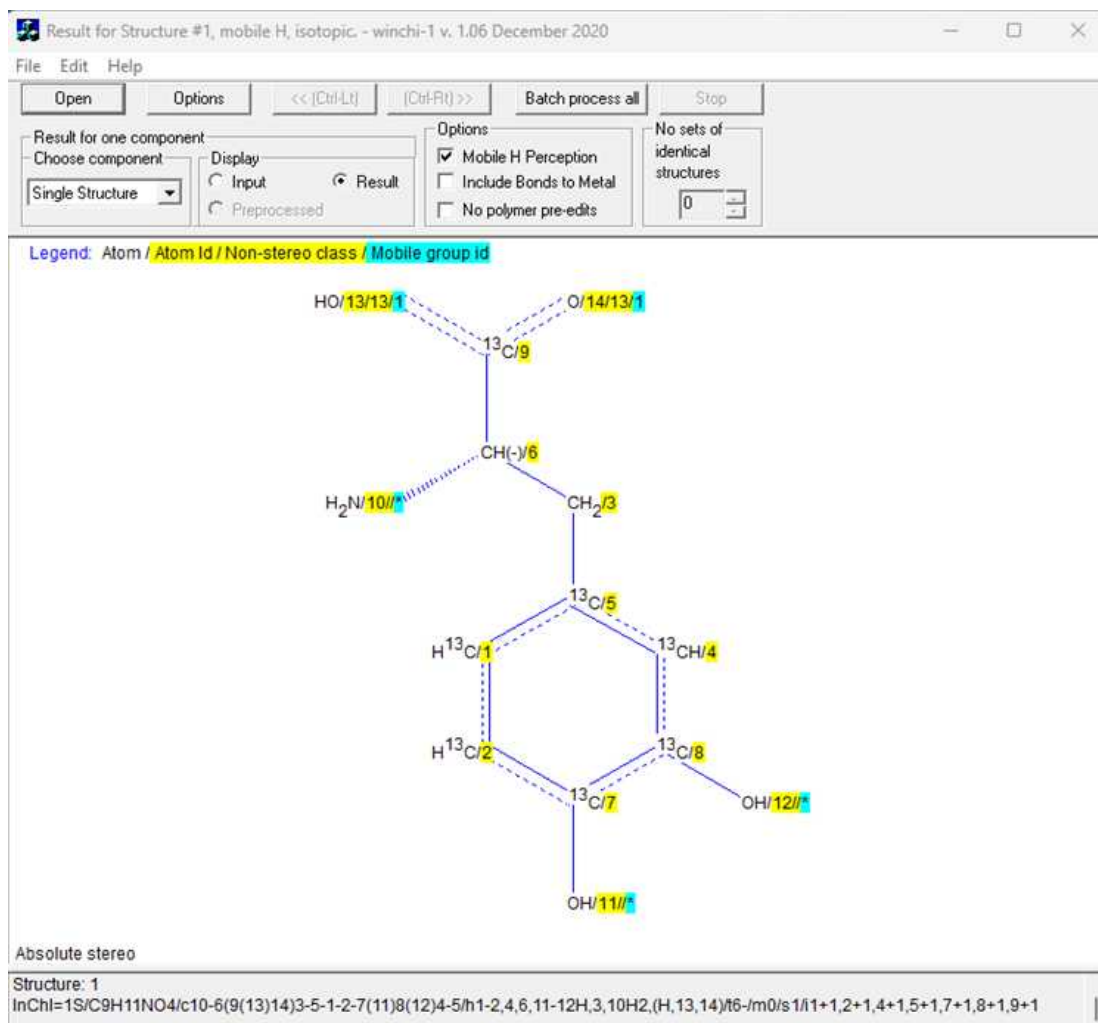 Result for Structure #1, mobile H, isotopic. - winchi-1 v. 1.06 December 2020
File Edit Help
Open Options << (Ctrl-Lt) (Ctrl-Rt) >> Batch process all Stop
Result for one component
Choose component
Single Structure
Display
Input Result
Preprocessed
Options
Mobile H Perception
Include Bonds to Metal
No polymer pre-edits
No sets of
identical
structures
0
Legend: Atom / Atom Id / Non-stereo class / Mobile group id
HO/13/13/1 O/14/13/1
13C/9
CH(-)/6
H2N/10//* CH2/3
13C/5
H13C/1 13CH/4
H13C/2 13C/8
13C/7 OH/12//*
OH/11//*
Absolute stereo
Structure: 1
InChI=1S/C9H11NO4/c10-6(9(13)14)3-5-1-2-7(11)8(12)4-5/h1-2,4,6,11-12H,3,10H2,(H,13,14)/t6-/m0/s1/i1+1,2+1,4+1,5+1,7+1,8+1,9+1